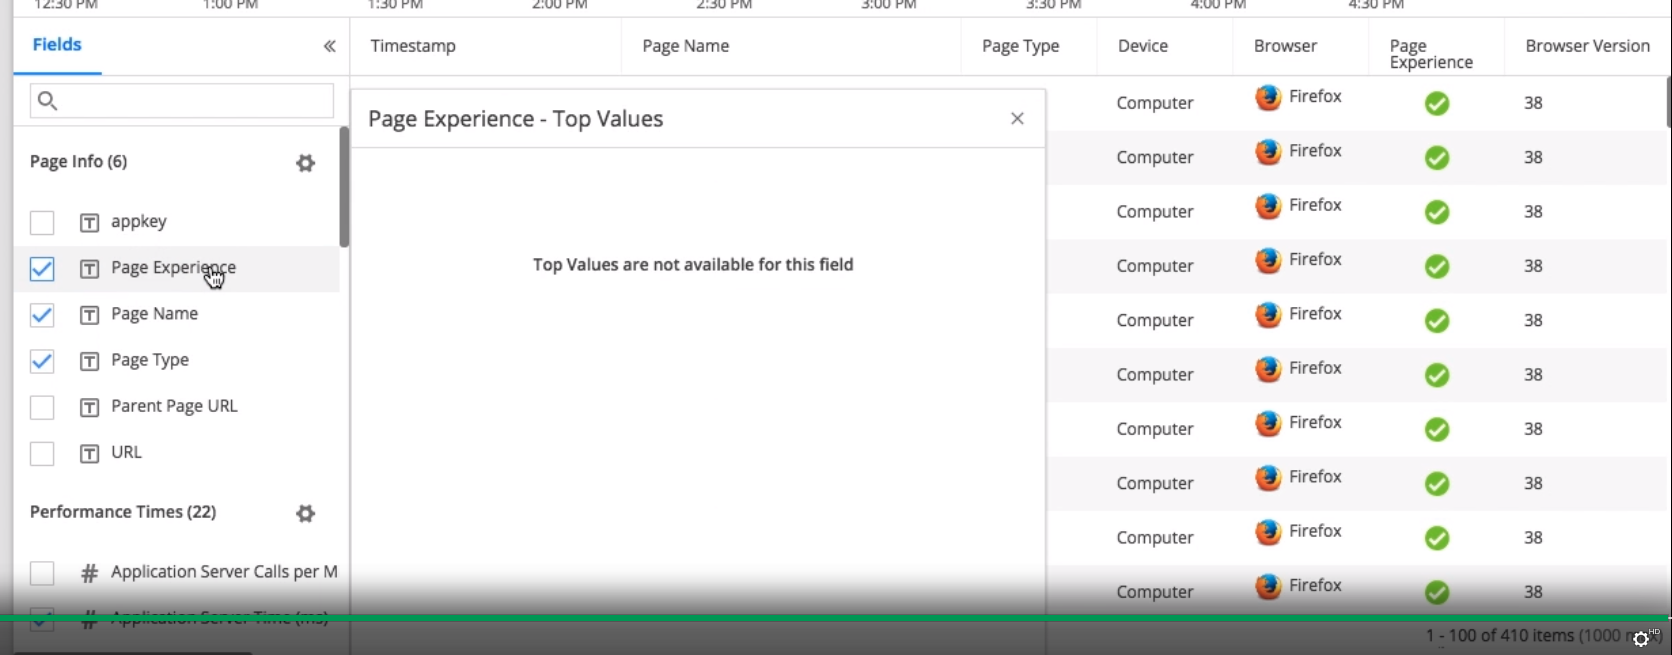 12:30 PM 1:00 PM 1:30 PM 2:00 PM 2:30 PM 3:00 PM 3:30 PM 4:00 PM 4:30 PM
Fields « Timestamp Page Name Page Type Device Browser Page Experience Browser Version
Page Info (6)
appkey
Page Experience
Page Name
Page Type
Parent Page URL
URL
Performance Times (22)
# Application Server Calls per M
# Application Server Time (ms)
Page Experience - Top Values ×
Top Values are not available for this field
Computer Firefox 38
Computer Firefox 38
Computer Firefox 38
Computer Firefox 38
Computer Firefox 38
Computer Firefox 38
Computer Firefox 38
Computer Firefox 38
Computer Firefox 38
Computer Firefox 38
1 - 100 of 410 items (1000
HD